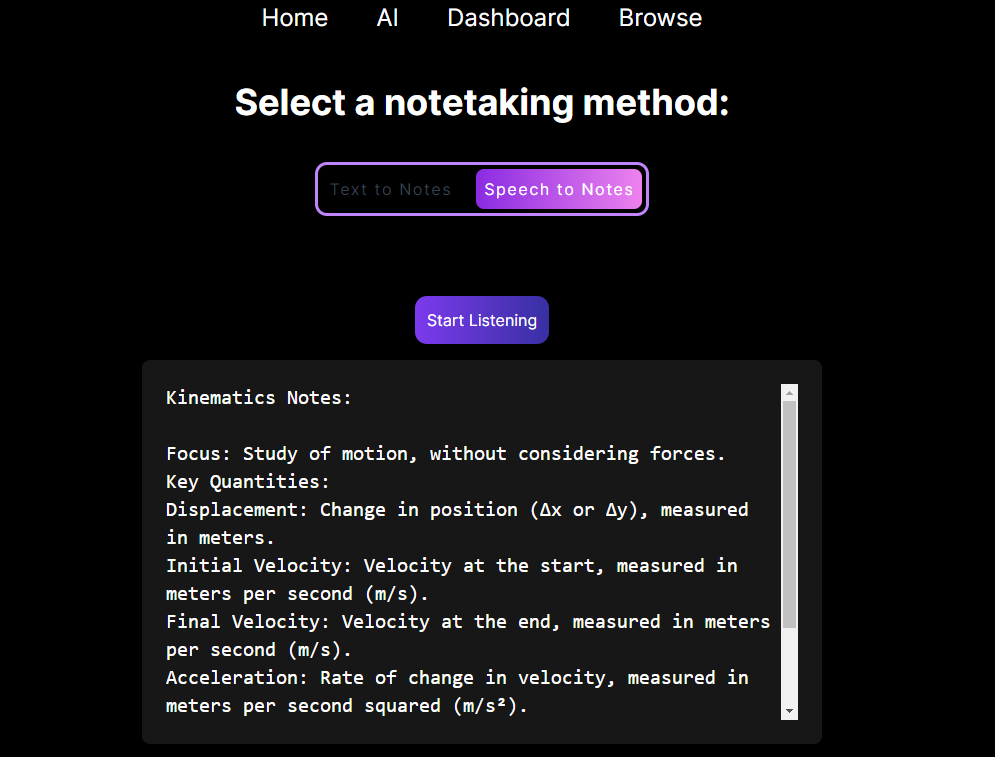 Home AI Dashboard Browse
Select a notetaking method:
Text to Notes Speech to Notes
Start Listening
Kinematics Notes:
Focus: Study of motion, without considering forces.
Key Quantities:
Displacement: Change in position (Δx or Δy), measured
in meters.
Initial Velocity: Velocity at the start, measured in
meters per second (m/s).
Final Velocity: Velocity at the end, measured in meters
per second (m/s).
Acceleration: Rate of change in velocity, measured in
meters per second squared (m/s²).